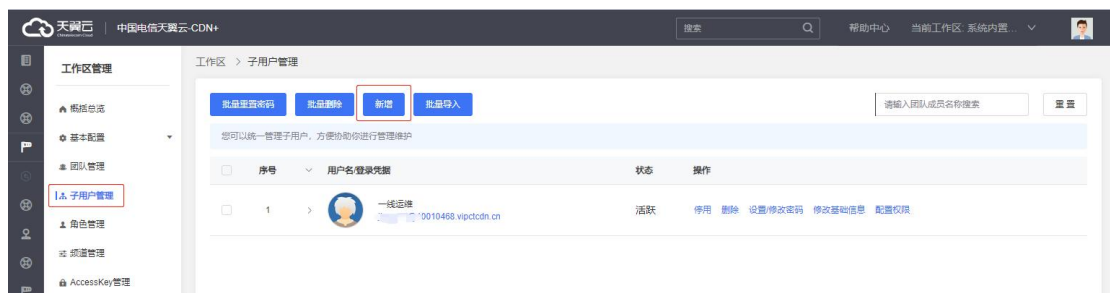 天翼云 | 中国电信天翼云-CDN+
搜索
帮助中心
当前工作区: 系统内置...
工作区管理
概括总览
基本配置
团队管理
子用户管理
角色管理
频道管理
AccessKey管理
工作区 > 子用户管理
批量重置密码 批量删除 新增 批量导入
请输入团队成员名称搜索 重置
您可以统一管理子用户，方便协助你进行管理维护
序号 用户名/登录凭据 状态 操作
1 一线运维 活跃 停用 删除 设置/修改密码 修改基础信息 配置权限
0010468.vipctcdn.cn